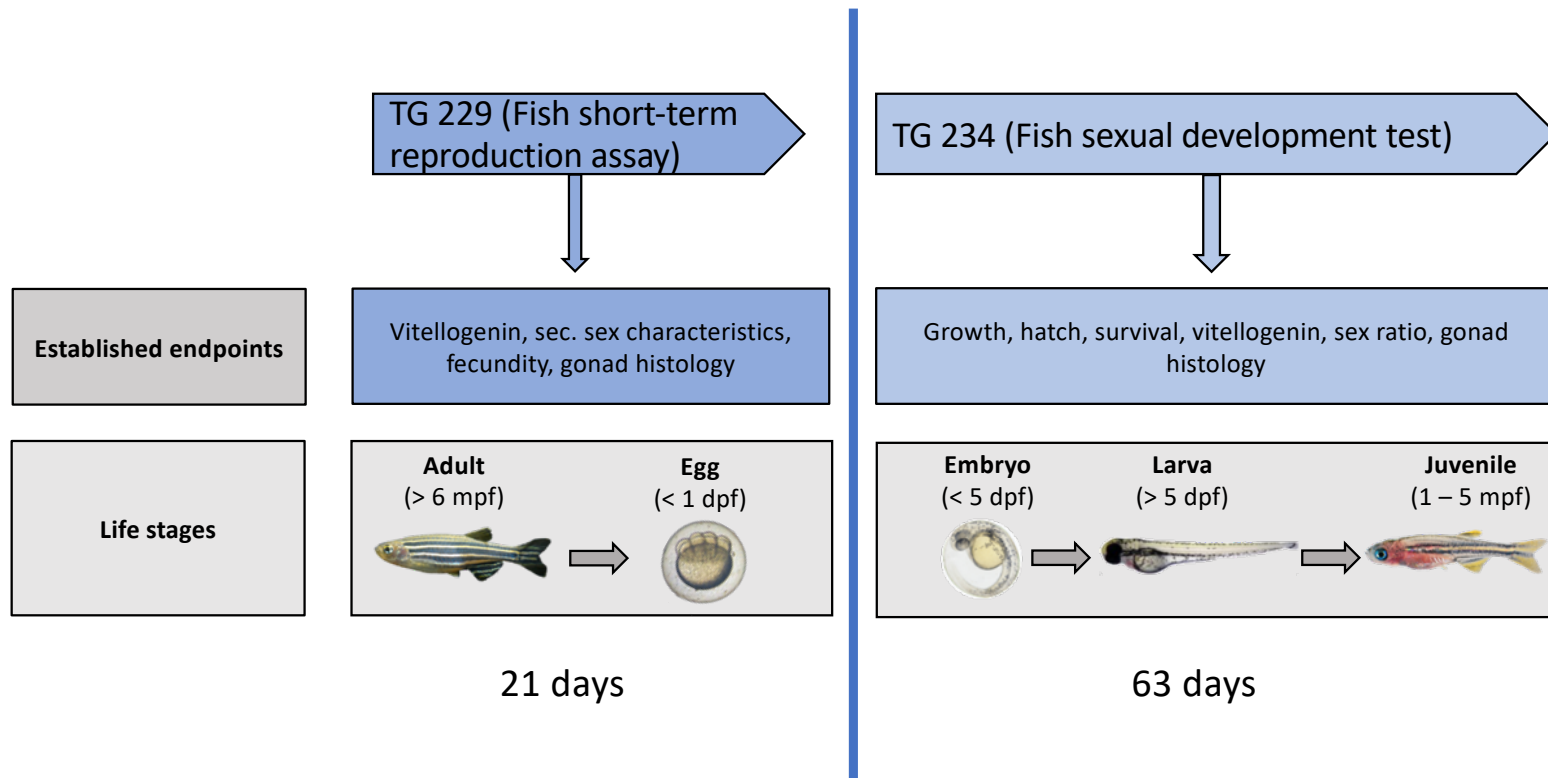 TG 229 (Fish short-term
reproduction assay)
TG 234 (Fish sexual development test)
Established endpoints
Vitellogenin, sec. sex characteristics,
fecundity, gonad histology
Growth, hatch, survival, vitellogenin, sex ratio, gonad
histology
Life stages
Adult
(> 6 mpf)
Egg
(< 1 dpf)
Embryo
(< 5 dpf)
Larva
(> 5 dpf)
Juvenile
(1 – 5 mpf)
21 days
63 days